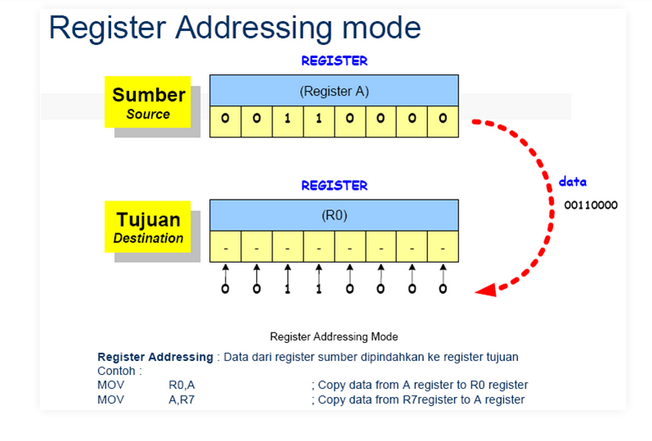 Register Addressing mode
REGISTER
Sumber
Source
(Register A)
0 0 1 1 0 0 0 0
data
00110000
REGISTER
Tujuan
Destination
(R0)
- - - - - - - -
0 0 1 1 0 0 0 0
Register Addressing Mode
Register Addressing : Data dari register sumber dipindahkan ke register tujuan
Contoh :
MOV R0,A ; Copy data from A register to R0 register
MOV A,R7 ; Copy data from R7register to A register